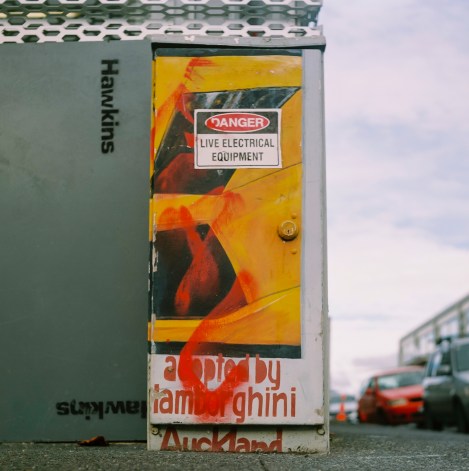 Hawkins
DANGER
LIVE ELECTRICAL
EQUIPMENT
adopted by
lamborghini
Auckland
Hawkins